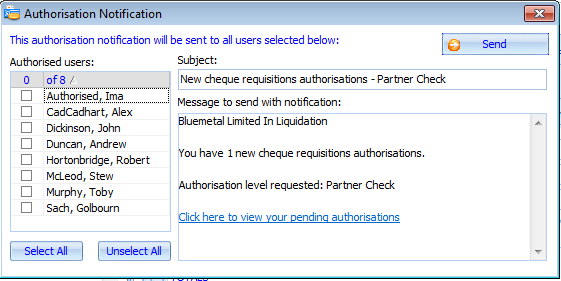 Authorisation Notification
This authorisation notification will be sent to all users selected below:
Send
Authorised users:
0 of 8 /
Authorised, Ima
CadCadhart, Alex
Dickinson, John
Duncan, Andrew
Hortonbridge, Robert
McLeod, Stew
Murphy, Toby
Sach, Golbourn
Select All
Unselect All
Subject:
New cheque requisitions authorisations - Partner Check
Message to send with notification:
Bluemetal Limited In Liquidation
You have 1 new cheque requisitions authorisations.
Authorisation level requested: Partner Check
Click here to view your pending authorisations